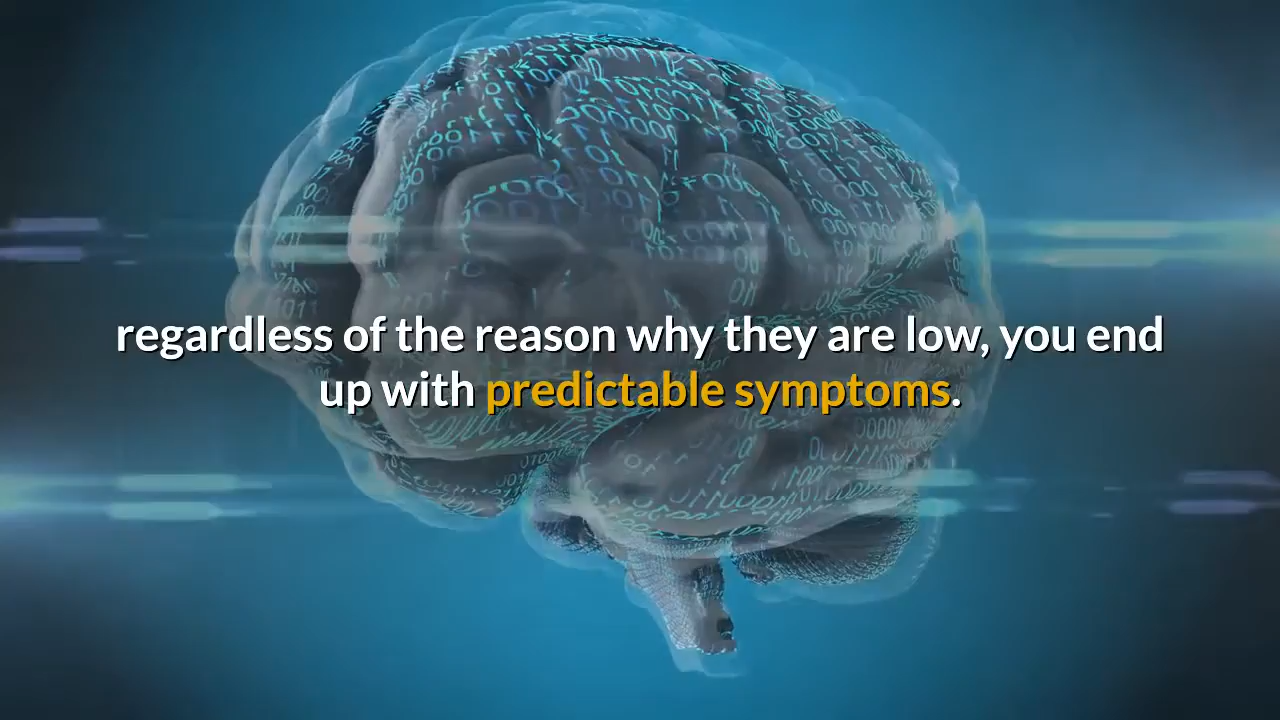 regardless of the reason why they are low, you end
up with predictable symptoms.